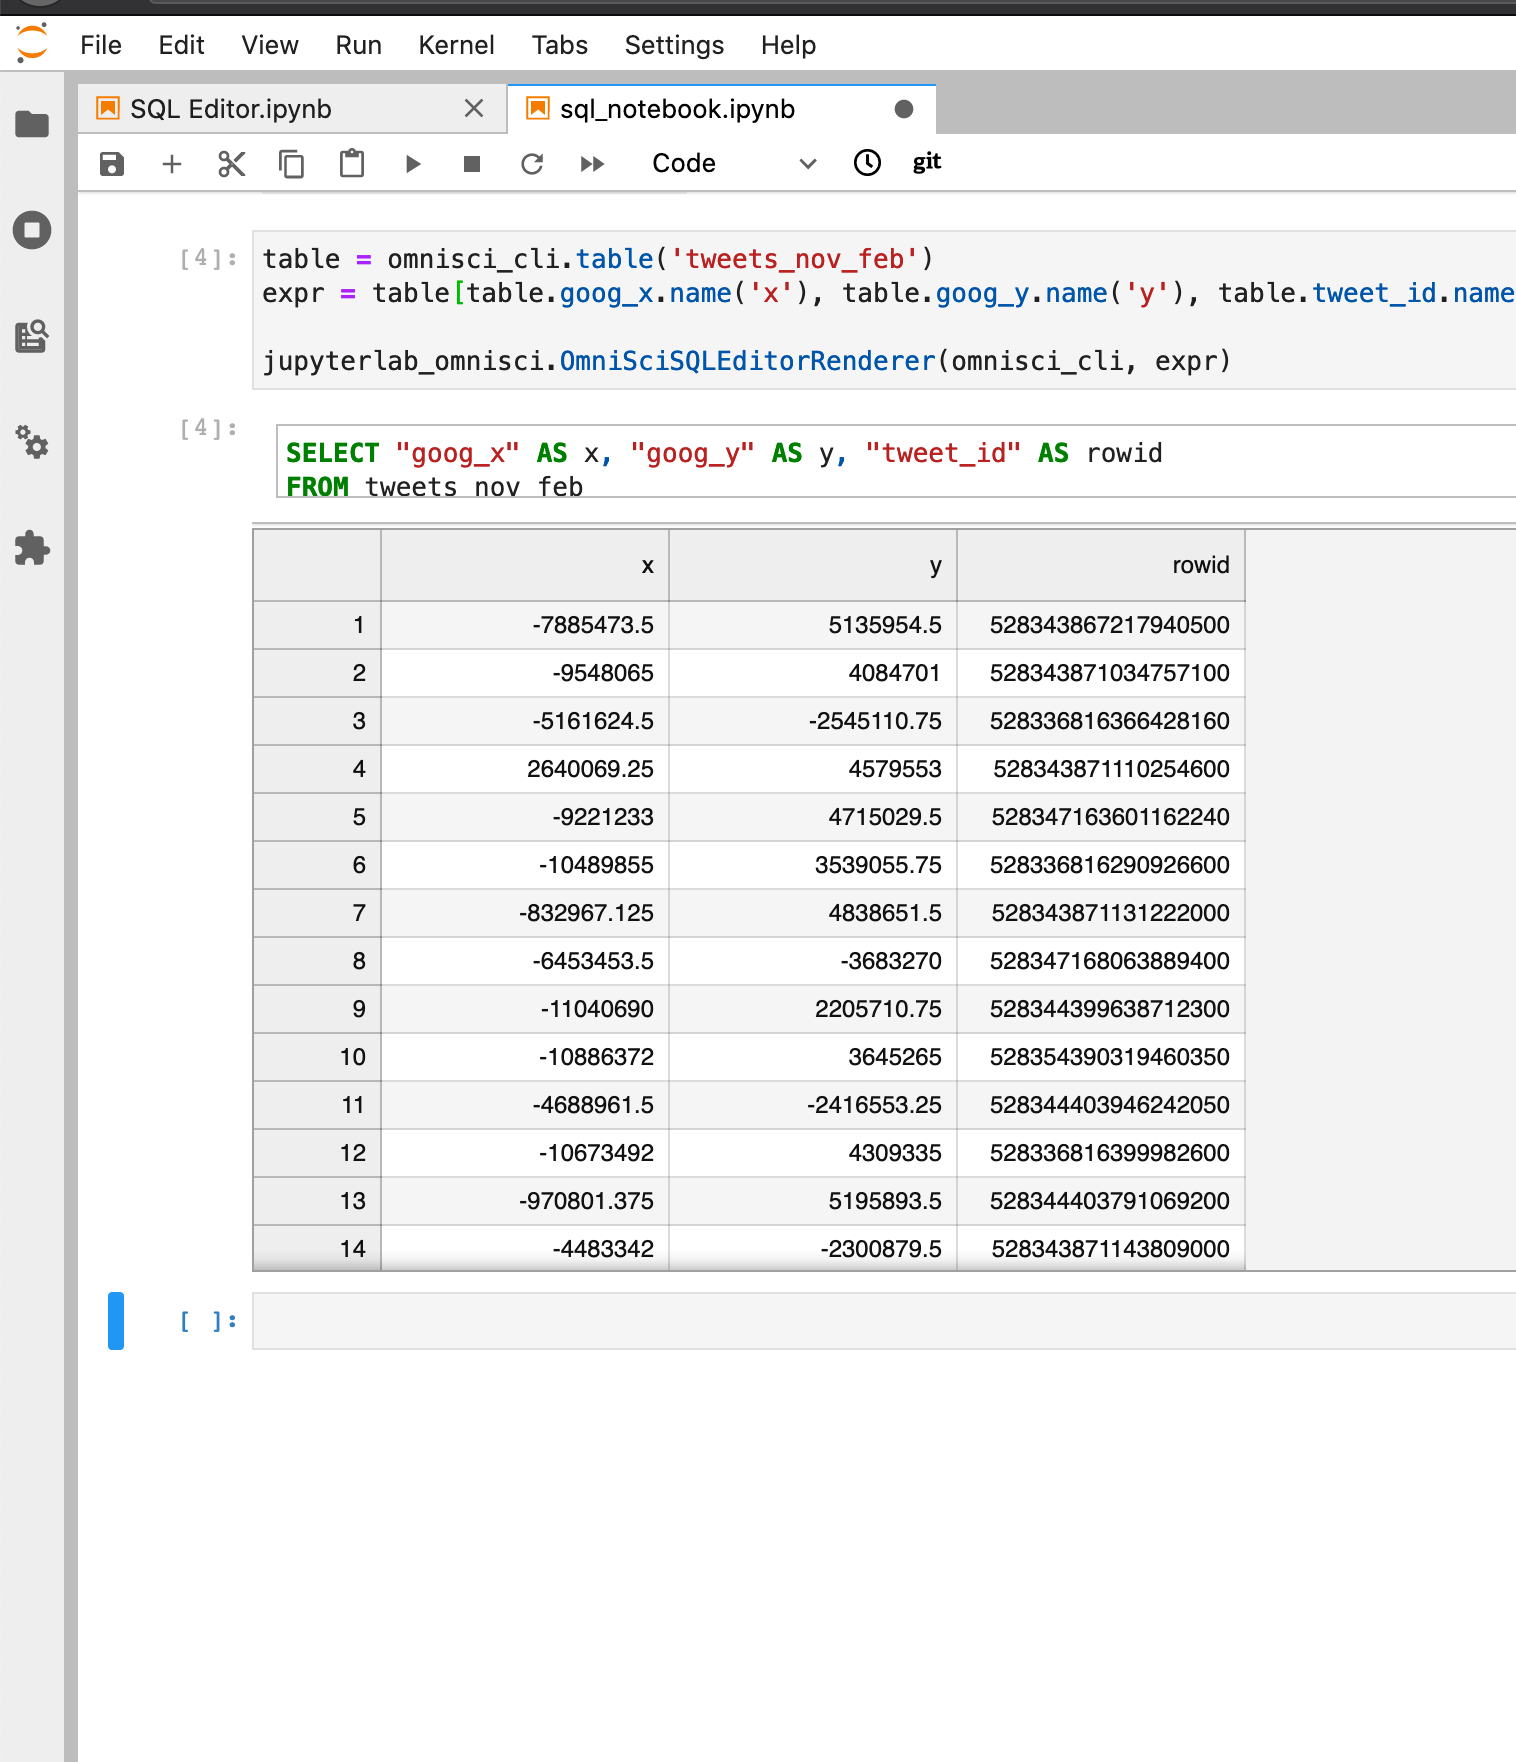 File Edit View Run Kernel Tabs Settings Help
SQL Editor.ipynb sql_notebook.ipynb
Code git
[4]: table = omnisci_cli.table('tweets_nov_feb')
expr = table[table.goog_x.name('x'), table.goog_y.name('y'), table.tweet_id.name
jupyterlab_omnisci.OmniSciSQLEditorRenderer(omnisci_cli, expr)
[4]: SELECT "goog_x" AS x, "goog_y" AS y, "tweet_id" AS rowid
FROM tweets_nov_feb
x y rowid
1 -7885473.5 5135954.5 528343867217940500
2 -9548065 4084701 528343871034757100
3 -5161624.5 -2545110.75 528336816366428160
4 2640069.25 4579553 528343871110254600
5 -9221233 4715029.5 528347163601162240
6 -10489855 3539055.75 528336816290926600
7 -832967.125 4838651.5 528343871131222000
8 -6453453.5 -3683270 528347168063889400
9 -11040690 2205710.75 528344399638712300
10 -10886372 3645265 528354390319460350
11 -4688961.5 -2416553.25 528344403946242050
12 -10673492 4309335 528336816399982600
13 -970801.375 5195893.5 528344403791069200
14 -4483342 -2300879.5 528343871143809000
[ ]: